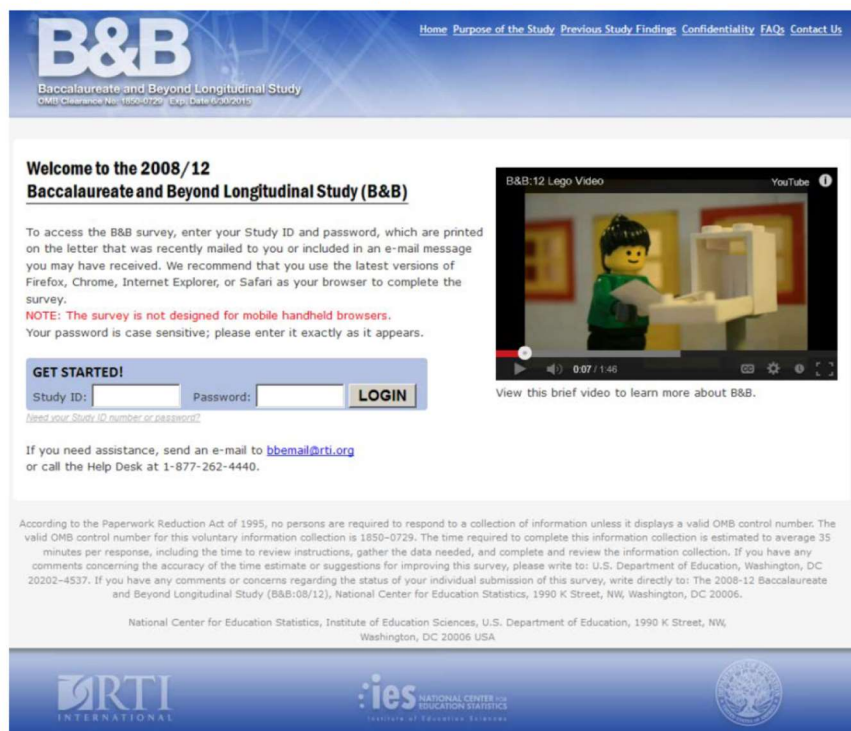 Home Purpose of the Study Previous Study Findings Confidentiality FAQs Contact Us
B&B
Baccalaureate and Beyond Longitudinal Study
OMB Clearance No: 1850-0729 Exp. Date 6/30/2015
Welcome to the 2008/12
Baccalaureate and Beyond Longitudinal Study (B&B)
To access the B&B survey, enter your Study ID and password, which are printed
on the letter that was recently mailed to you or included in an e-mail message
you may have received. We recommend that you use the latest versions of
Firefox, Chrome, Internet Explorer, or Safari as your browser to complete the
survey.
NOTE: The survey is not designed for mobile handheld browsers.
Your password is case sensitive; please enter it exactly as it appears.
GET STARTED!
Study ID: Password: LOGIN
Need your Study ID number or password?
If you need assistance, send an e-mail to bbemail@rti.org
or call the Help Desk at 1-877-262-4440.
B&B:12 Lego Video YouTube
0:07 / 1:46 CC
View this brief video to learn more about B&B.
According to the Paperwork Reduction Act of 1995, no persons are required to respond to a collection of information unless it displays a valid OMB control number. The
valid OMB control number for this voluntary information collection is 1850–0729. The time required to complete this information collection is estimated to average 35
minutes per response, including the time to review instructions, gather the data needed, and complete and review the information collection. If you have any
comments concerning the accuracy of the time estimate or suggestions for improving this survey, please write to: U.S. Department of Education, Washington, DC
20202–4537. If you have any comments or concerns regarding the status of your individual submission of this survey, write directly to: The 2008-12 Baccalaureate
and Beyond Longitudinal Study (B&B:08/12), National Center for Education Statistics, 1990 K Street, NW, Washington, DC 20006.
National Center for Education Statistics, Institute of Education Sciences, U.S. Department of Education, 1990 K Street, NW,
Washington, DC 20006 USA
RTI
INTERNATIONAL
ies NATIONAL CENTER FOR
EDUCATION STATISTICS
Institute of Education Sciences